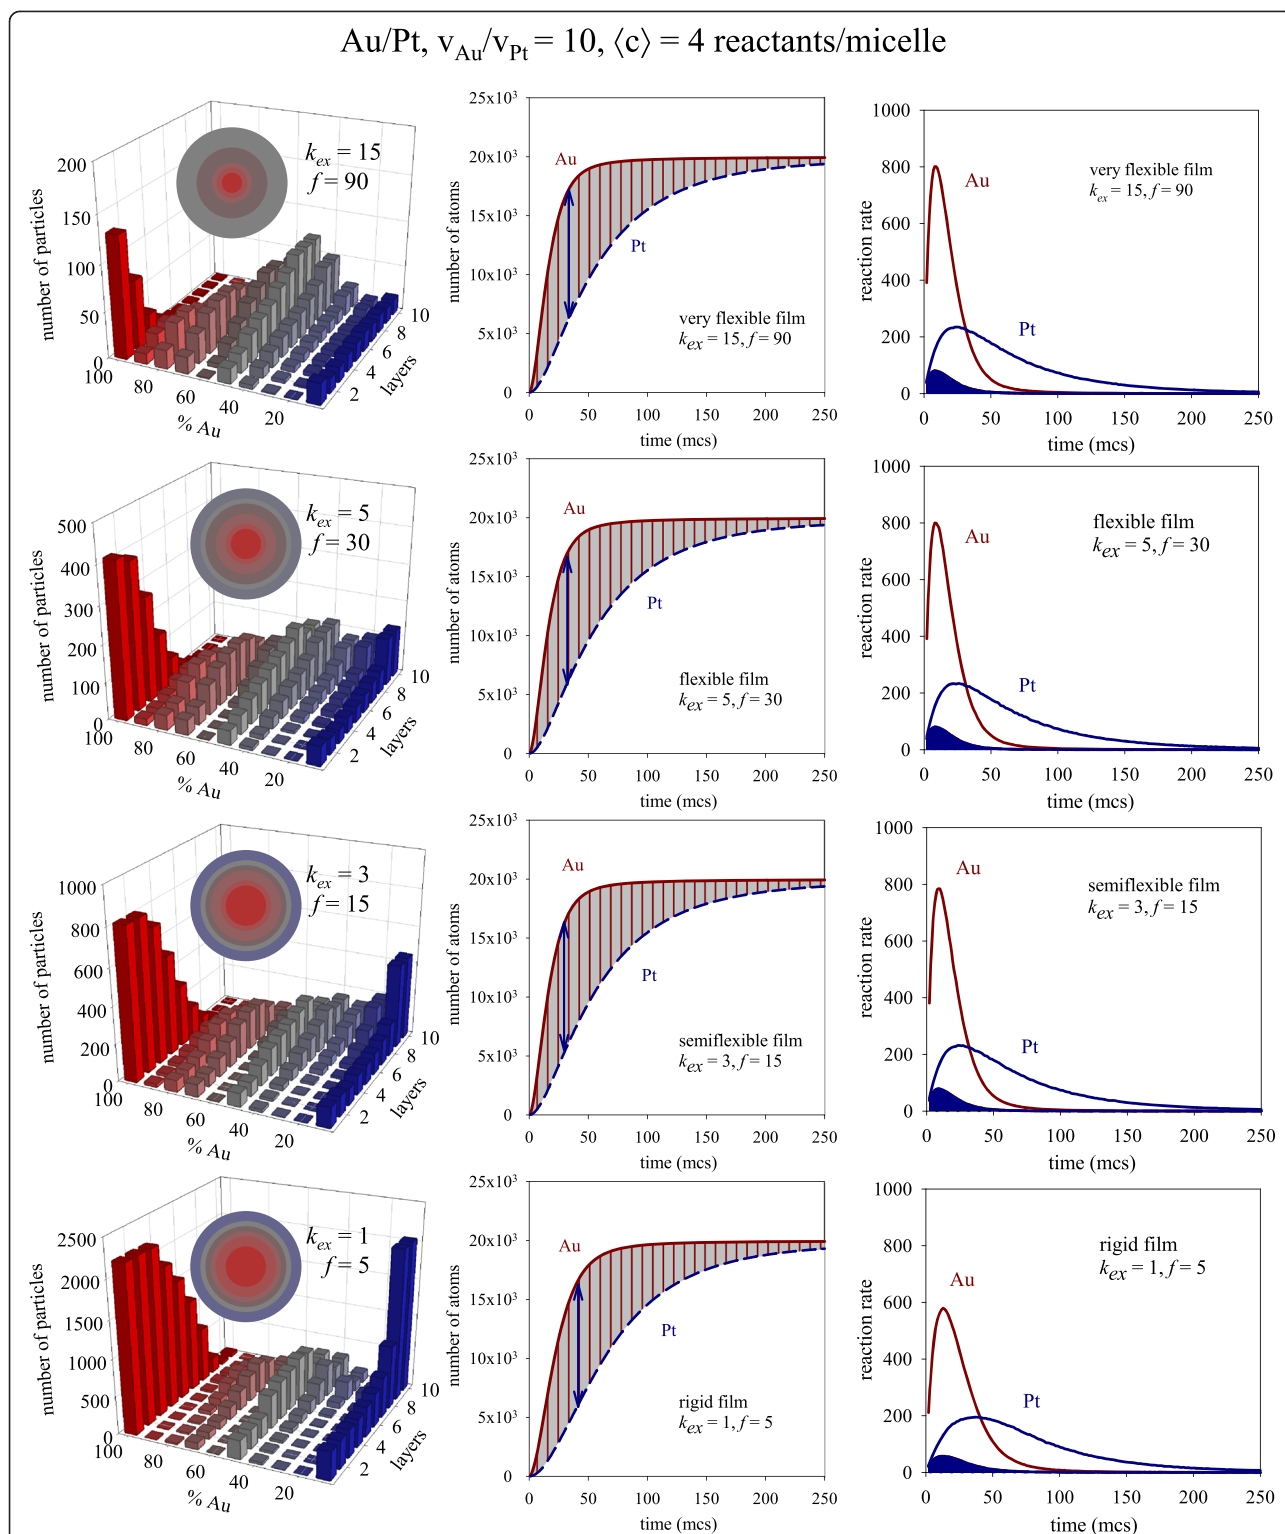 Au/Pt, v_Au/v_Pt = 10, ⟨c⟩ = 4 reactants/micelle
k_ex = 15
f = 90
200
150
100
50
0
number of particles
100
80
60
40
20
% Au
2
4
6
8
10
layers
25x10³
20x10³
15x10³
10x10³
5x10³
0
number of atoms
Au
Pt
very flexible film
k_ex = 15, f = 90
0
50
100
150
200
250
time (mcs)
1000
800
600
400
200
0
reaction rate
Au
Pt
very flexible film
k_ex = 15, f = 90
0
50
100
150
200
250
time (mcs)
k_ex = 5
f = 30
500
400
300
200
100
0
number of particles
100
80
60
40
20
% Au
2
4
6
8
10
layers
25x10³
20x10³
15x10³
10x10³
5x10³
0
number of atoms
Au
Pt
flexible film
k_ex = 5, f = 30
0
50
100
150
200
250
time (mcs)
1000
800
600
400
200
0
reaction rate
Au
Pt
flexible film
k_ex = 5, f = 30
0
50
100
150
200
250
time (mcs)
k_ex = 3
f = 15
1000
800
600
400
200
0
number of particles
100
80
60
40
20
% Au
2
4
6
8
10
layers
25x10³
20x10³
15x10³
10x10³
5x10³
0
number of atoms
Au
Pt
semiflexible film
k_ex = 3, f = 15
0
50
100
150
200
250
time (mcs)
1000
800
600
400
200
0
reaction rate
Au
Pt
semiflexible film
k_ex = 3, f = 15
0
50
100
150
200
250
time (mcs)
k_ex = 1
f = 5
2500
2000
1500
1000
500
0
number of particles
100
80
60
40
20
% Au
2
4
6
8
10
layers
25x10³
20x10³
15x10³
10x10³
5x10³
0
number of atoms
Au
Pt
rigid film
k_ex = 1, f = 5
0
50
100
150
200
250
time (mcs)
1000
800
600
400
200
0
reaction rate
Au
Pt
rigid film
k_ex = 1, f = 5
0
50
100
150
200
250
time (mcs)